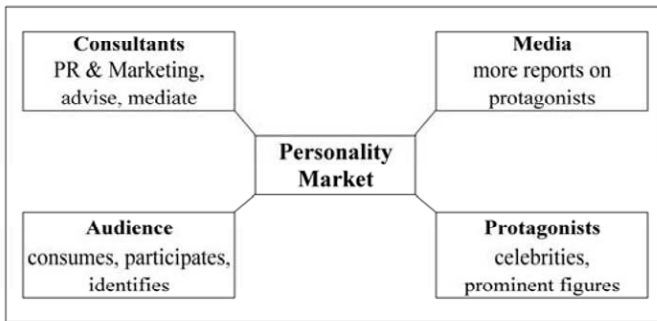 Consultants
PR & Marketing,
advise, mediate
Media
more reports on
protagonists
Personality
Market
Audience
consumes, participates,
identifies
Protagonists
celebrities,
prominent figures